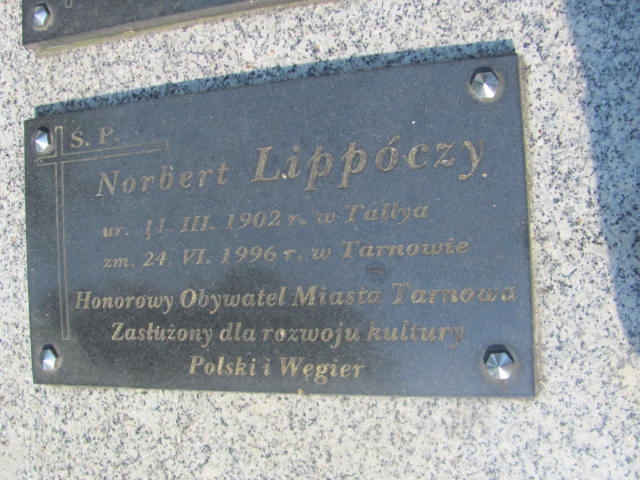 Ś. P.
Norbert Lippóczy
ur. 11. III. 1902 r. w Tállya
zm. 24. VI. 1996 r. w Tarnowie
Honorowy Obywatel Miasta Tarnowa
Zasłużony dla rozwoju kultury
Polski i Węgier